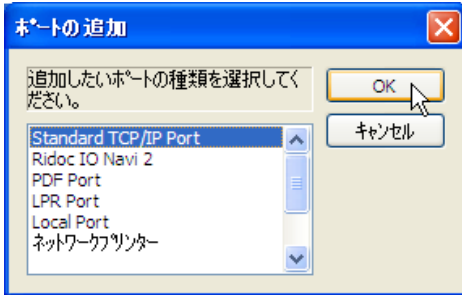 ﾎﾟｰﾄの追加
追加したいﾎﾟｰﾄの種類を選択してく
ださい。
OK
ｷｬﾝｾﾙ
Standard TCP/IP Port
Ridoc IO Navi 2
PDF Port
LPR Port
Local Port
ﾈｯﾄﾜｰｸﾌﾟﾘﾝﾀｰ